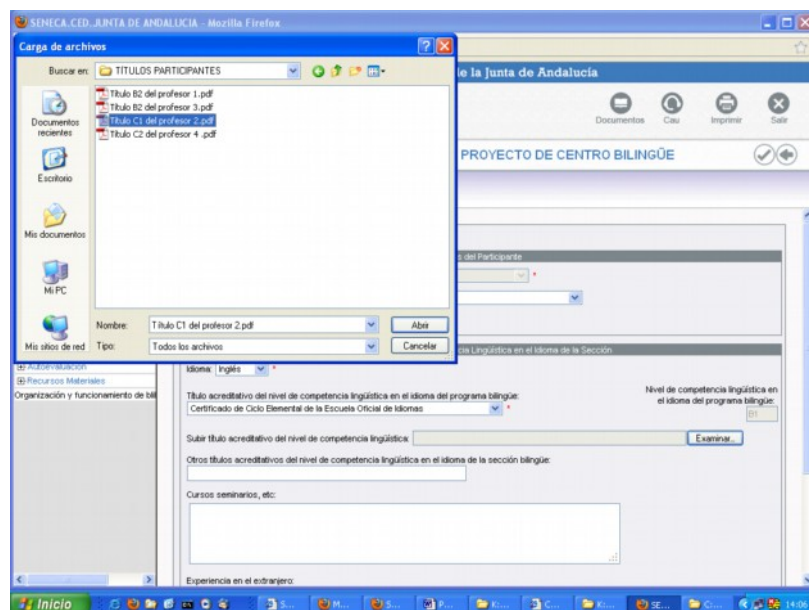 SENECA.CED. JUNTA DE ANDALUCIA - Mozilla Firefox
Carga de archivos
Buscar en: TÍTULOS PARTICIPANTES
Título B2 del profesor 1.pdf
Título B2 del profesor 3.pdf
Título C1 del profesor 2.pdf
Título C2 del profesor 4 .pdf
Documentos recientes
Escritorio
Mis documentos
Mi PC
Mis sitios de red
Nombre: Título C1 del profesor 2.pdf Abrir
Tipo: Todos los archivos Cancelar
de la Junta de Andalucía
Documentos Cau Imprimir Salir
PROYECTO DE CENTRO BILINGÜE
s del Participante
*
cia Lingüística en el Idioma de la Sección
Autoevaluación
Recursos Materiales
Organización y funcionamiento de bil
Idioma: Inglés *
Título acreditativo del nivel de competencia lingüística en el idioma del programa bilingüe:
Certificado de Ciclo Elemental de la Escuela Oficial de Idiomas *
Nivel de competencia lingüística en
el idioma del programa bilingüe:
B1
Subir título acreditativo del nivel de competencia lingüística: Examinar..
Otros títulos acreditativos del nivel de competencia lingüística en el idioma de la sección bilingüe:
Cursos seminarios, etc:
Experiencia en el extranjero:
Inicio S... M... S... P... K:... C... K:... SE... C:...